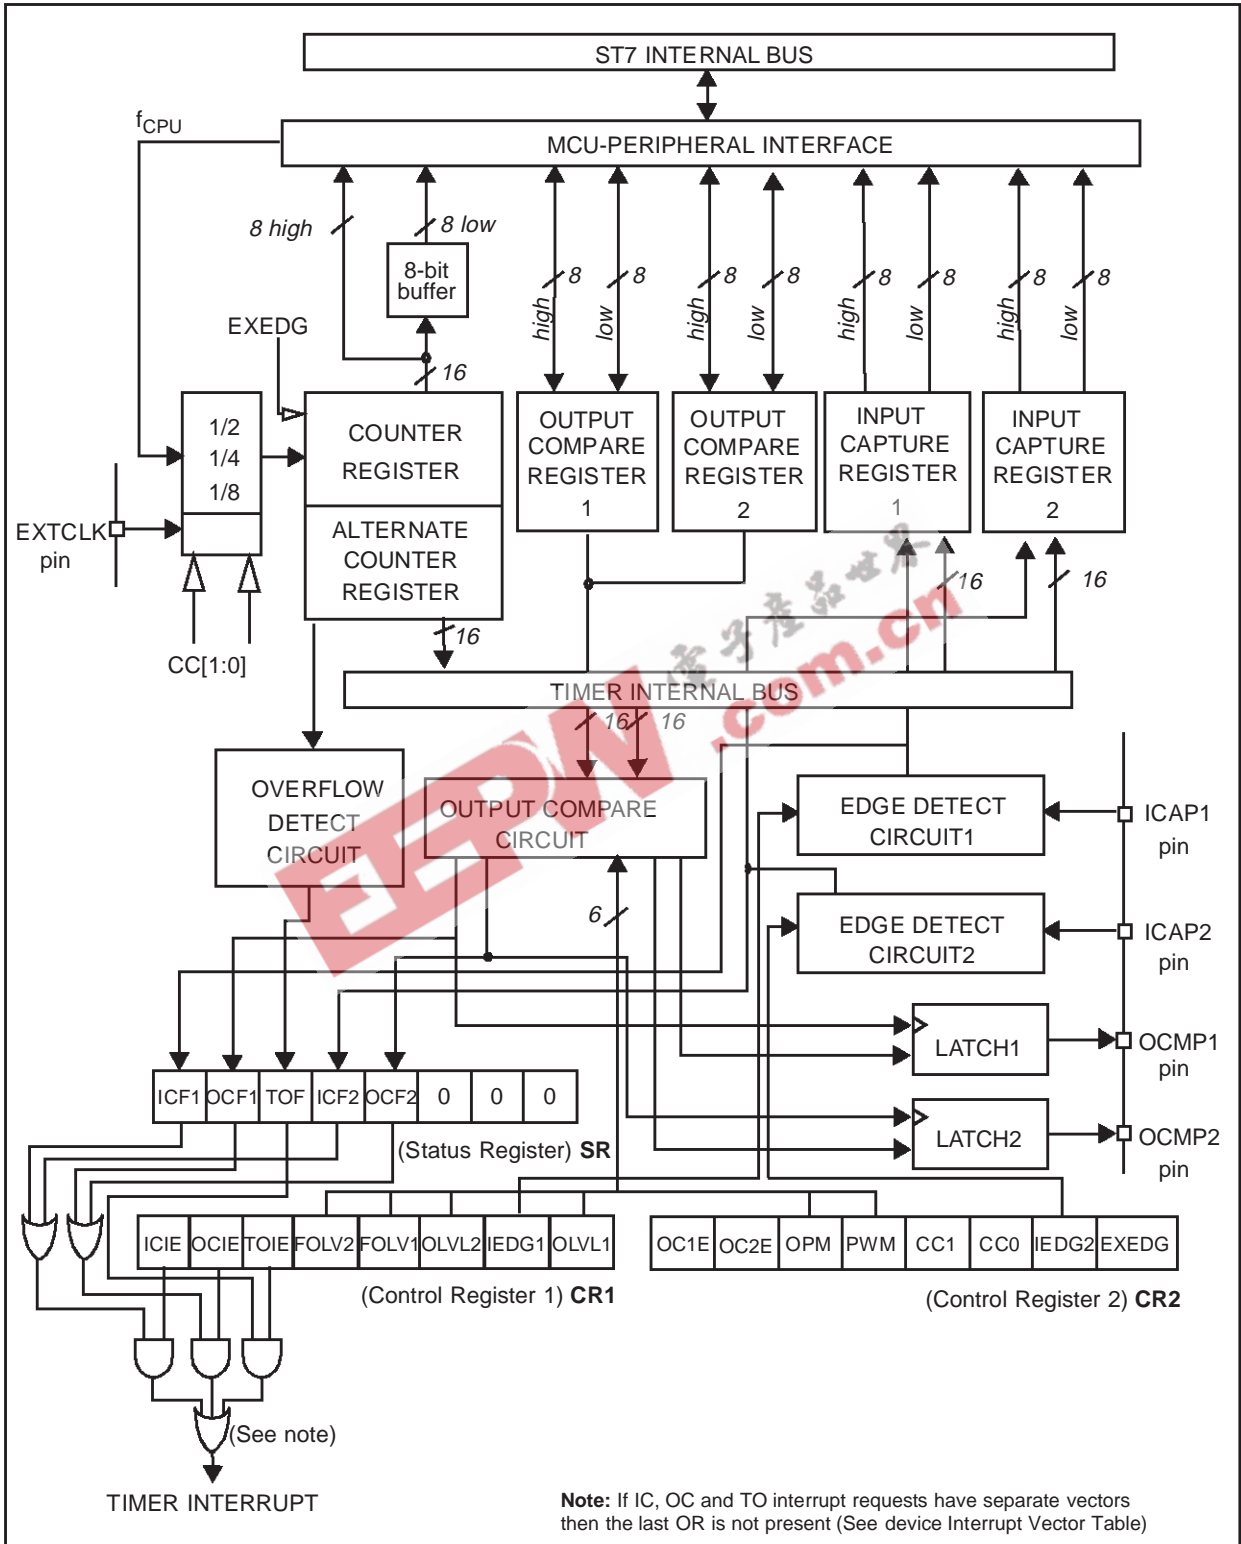 ST7 INTERNAL BUS
fCPU
MCU-PERIPHERAL INTERFACE
8 high
8 low
8-bit
buffer
16
EXEDG
high
8
low
8
high
8
low
8
high
8
low
8
high
8
low
8
1/2
1/4
1/8
COUNTER
REGISTER
ALTERNATE
COUNTER
REGISTER
OUTPUT
COMPARE
REGISTER
1
OUTPUT
COMPARE
REGISTER
2
INPUT
CAPTURE
REGISTER
1
INPUT
CAPTURE
REGISTER
2
EXTCLK
pin
CC[1:0]
16
16
16
TIMER INTERNAL BUS
16
16
電子產品世界
EEPW
.com.cn
OVERFLOW
DETECT
CIRCUIT
OUTPUT COMPARE
CIRCUIT
6
EDGE DETECT
CIRCUIT1
ICAP1
pin
EDGE DETECT
CIRCUIT2
ICAP2
pin
LATCH1
OCMP1
pin
LATCH2
OCMP2
pin
ICF1 OCF1 TOF ICF2 OCF2 0 0 0
(Status Register) SR
ICIE OCIE TOIE FOLV2 FOLV1 OLVL2 IEDG1 OLVL1
(Control Register 1) CR1
OC1E OC2E OPM PWM CC1 CC0 IEDG2 EXEDG
(Control Register 2) CR2
(See note)
TIMER INTERRUPT
Note: If IC, OC and TO interrupt requests have separate vectors
then the last OR is not present (See device Interrupt Vector Table)